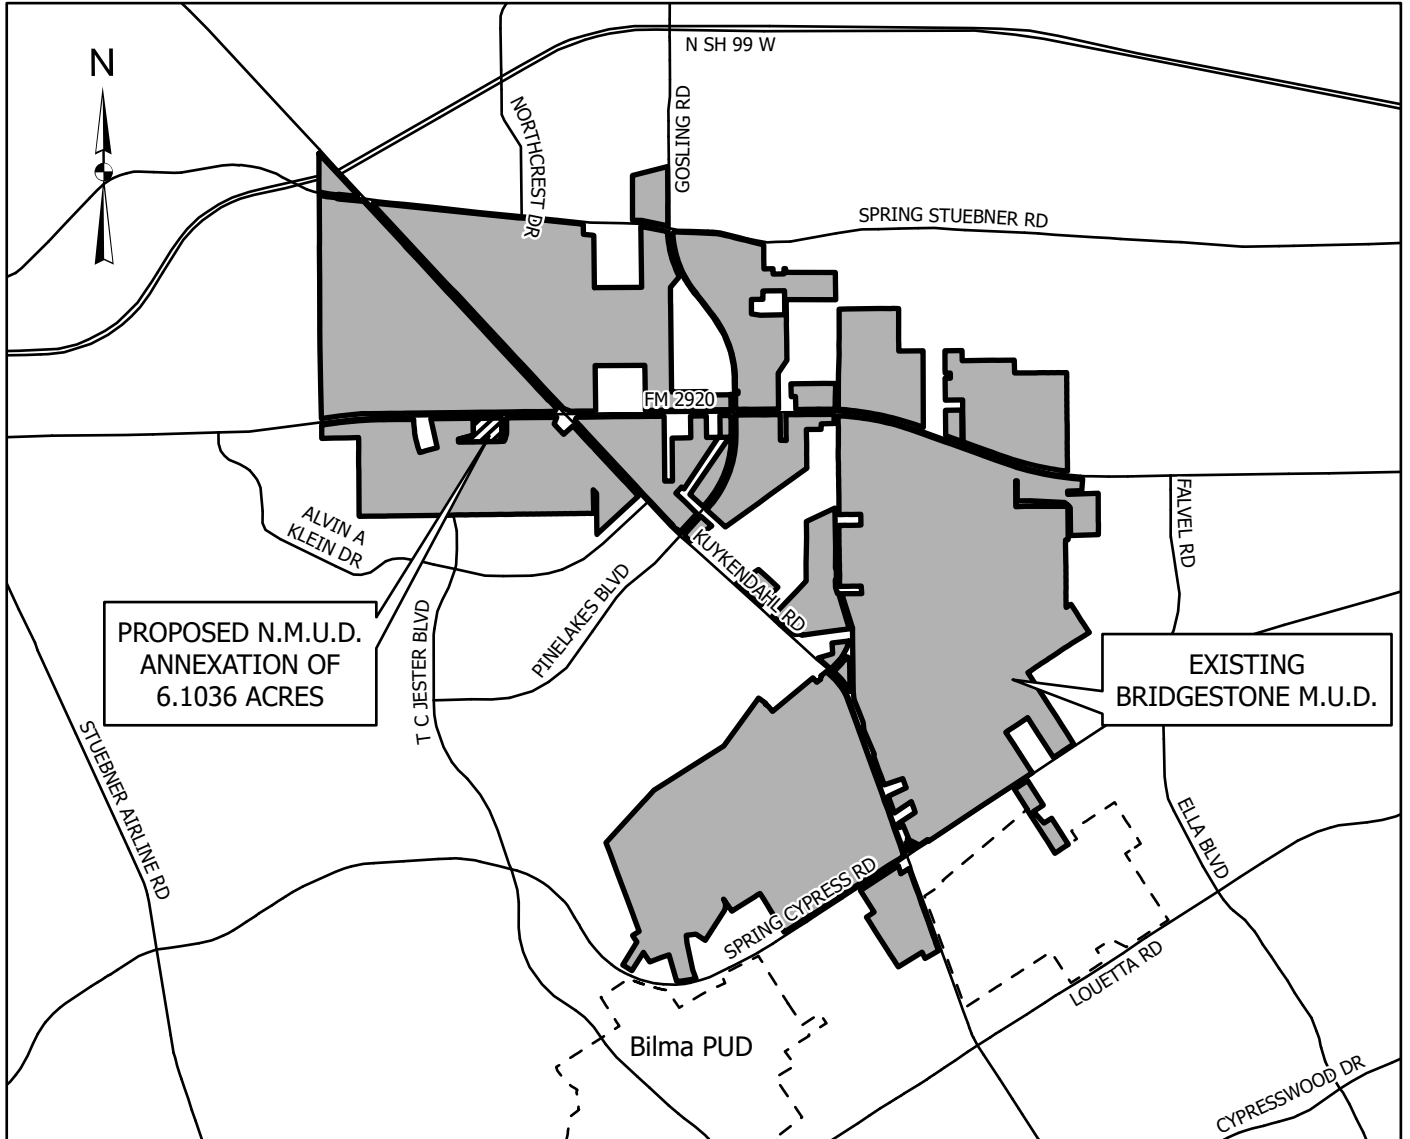 N SH 99 W
N
NORTHCREST DR
GOSLING RD
SPRING STUEBNER RD
FM 2920
ALVIN A
KLEIN DR
FALVEL RD
KUYKENDAHL RD
PINELAKES BLVD
T C JESTER BLVD
PROPOSED N.M.U.D.
ANNEXATION OF
6.1036 ACRES
EXISTING
BRIDGESTONE M.U.D.
STUEBNER AIRLINE RD
ELLA BLVD
SPRING CYPRESS RD
LOUETTA RD
Bilma PUD
CYPRESSWOOD DR